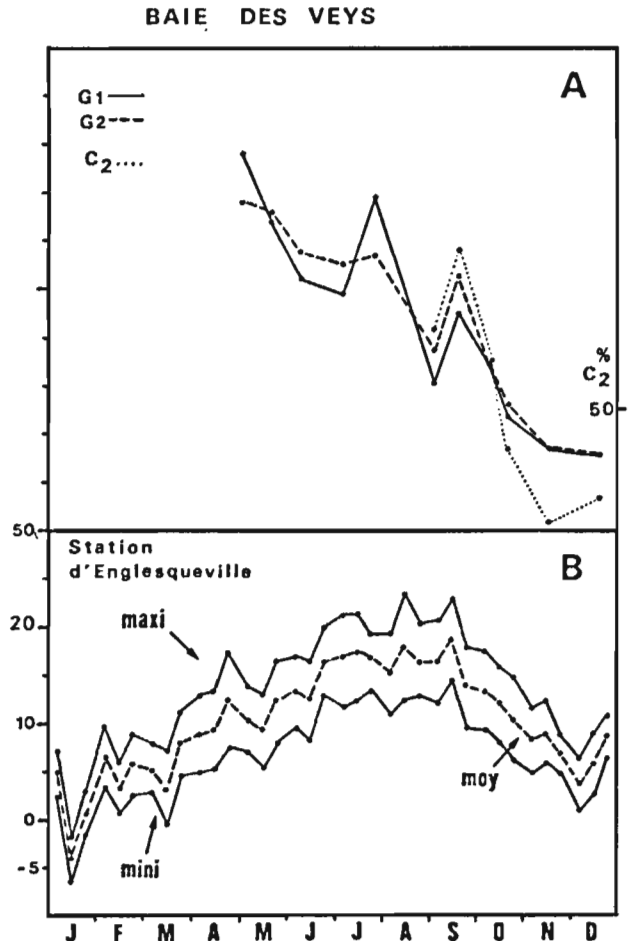 BAIE DES VEYS
A
G1
G2
C2
%
C2
50
50
Station
d'Englesqueville
B
maxi
20
10
moy
0
-5
mini
J F M A M J J A S O N D